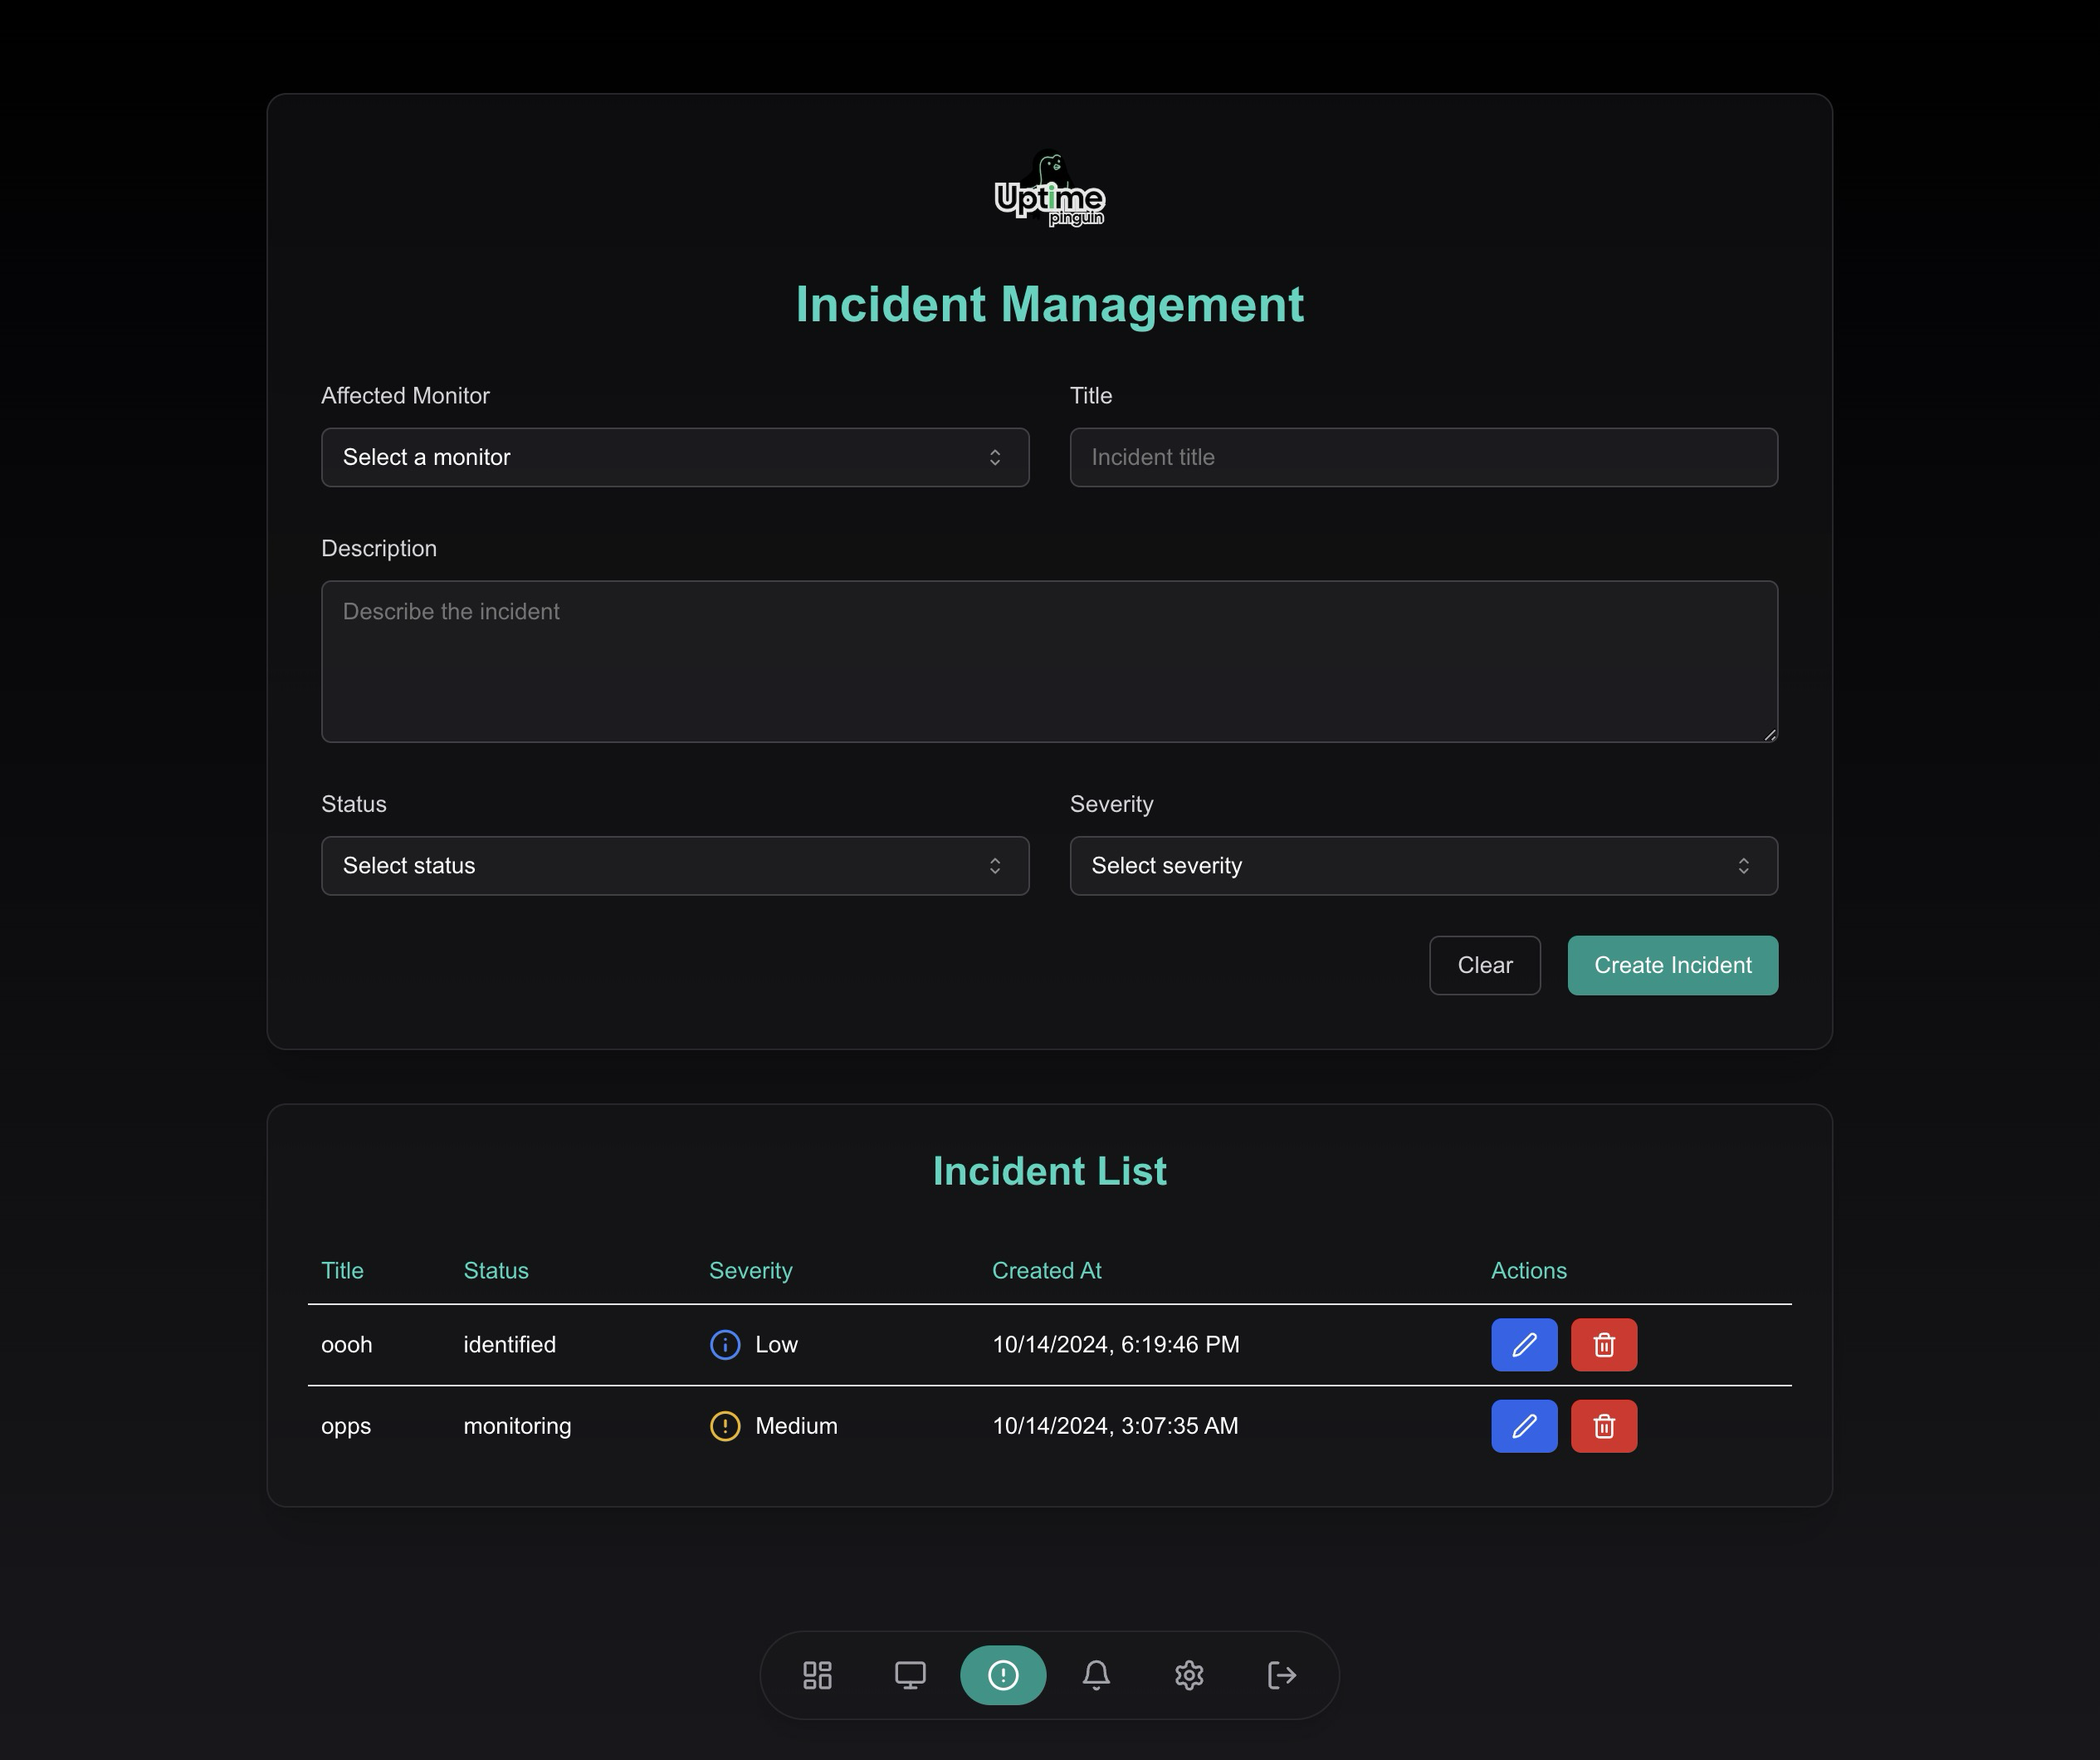 Uptime
pinguin
Incident Management
Affected Monitor Title
Select a monitor Incident title
Description
Describe the incident
Status Severity
Select status Select severity
Clear Create Incident
Incident List
Title Status Severity Created At Actions
oooh identified Low 10/14/2024, 6:19:46 PM
opps monitoring Medium 10/14/2024, 3:07:35 AM